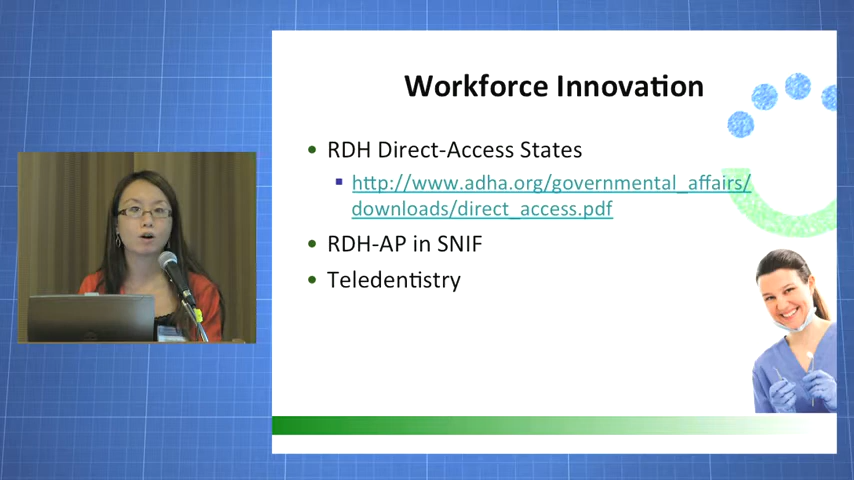 Workforce Innovation
• RDH Direct-Access States
▪ http://www.adha.org/governmental_affairs/
downloads/direct_access.pdf
• RDH-AP in SNIF
• Teledentistry